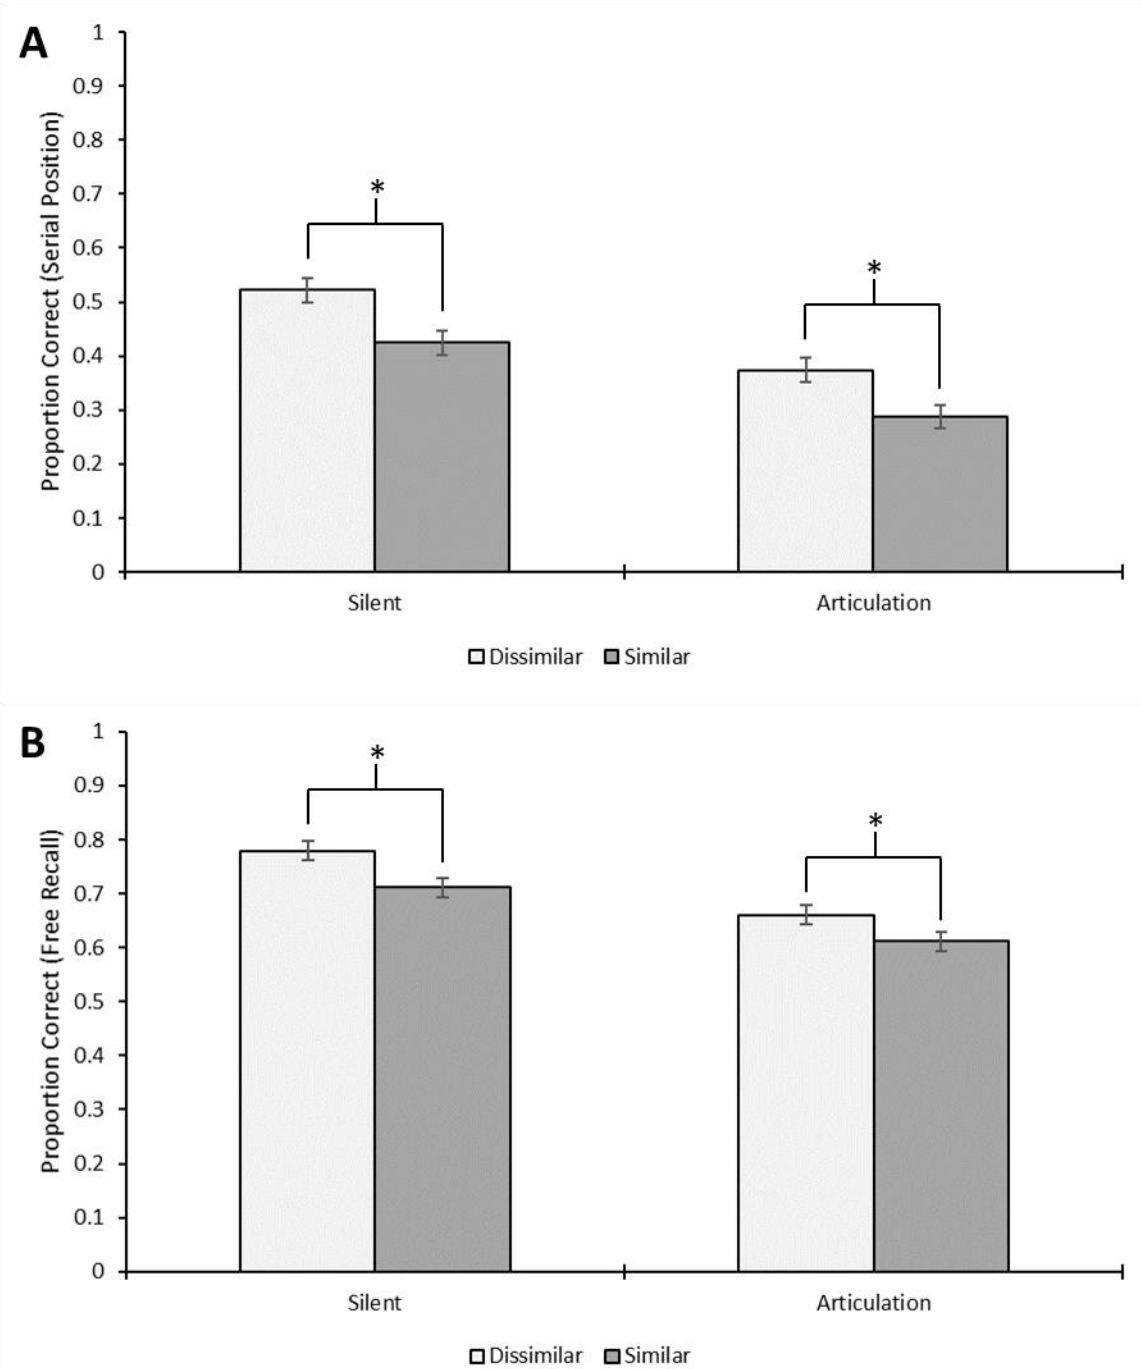 A
Proportion Correct (Serial Position)
1
0.9
0.8
0.7
0.6
0.5
0.4
0.3
0.2
0.1
0
*
*
Silent
Articulation
Dissimilar
Similar
B
Proportion Correct (Free Recall)
1
0.9
0.8
0.7
0.6
0.5
0.4
0.3
0.2
0.1
0
*
*
Silent
Articulation
Dissimilar
Similar